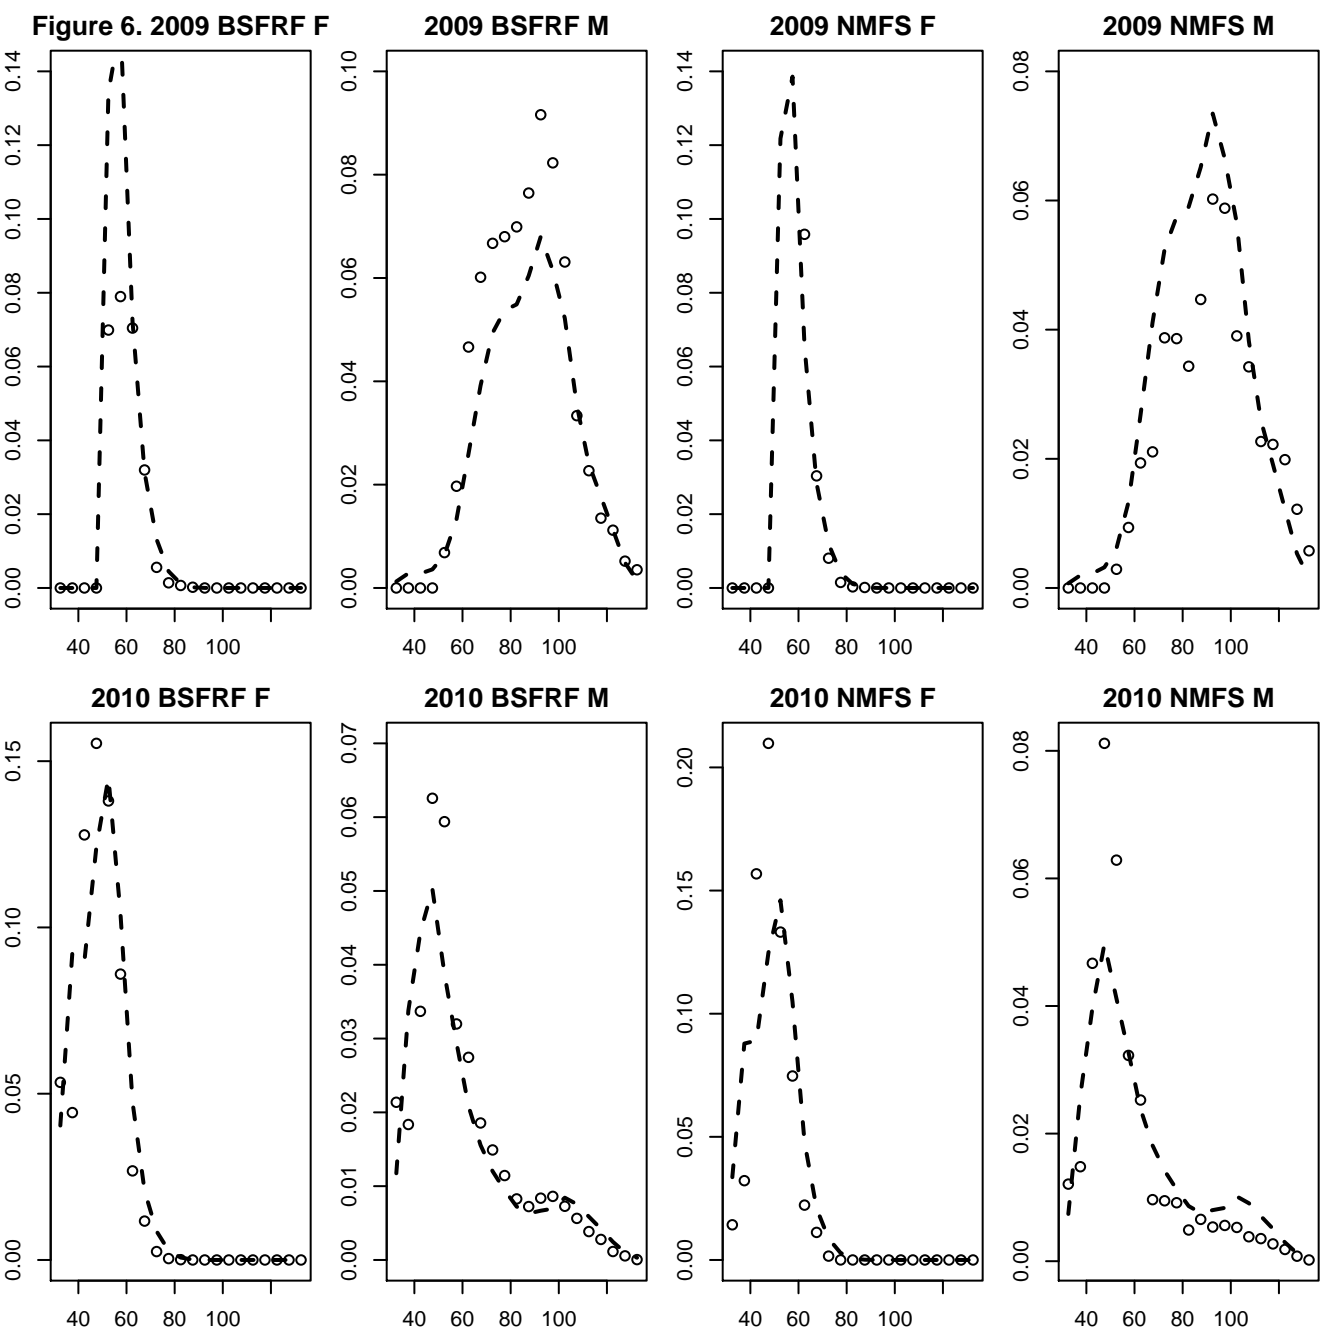 Figure 6. 2009 BSFRF F
2009 BSFRF M
2009 NMFS F
2009 NMFS M
0.00 0.02 0.04 0.06 0.08 0.10 0.12 0.14
40 60 80 100
0.00 0.02 0.04 0.06 0.08 0.10
40 60 80 100
0.00 0.02 0.04 0.06 0.08 0.10 0.12 0.14
40 60 80 100
0.00 0.02 0.04 0.06 0.08
40 60 80 100
2010 BSFRF F
2010 BSFRF M
2010 NMFS F
2010 NMFS M
0.00 0.05 0.10 0.15
40 60 80 100
0.00 0.01 0.02 0.03 0.04 0.05 0.06 0.07
40 60 80 100
0.00 0.05 0.10 0.15 0.20
40 60 80 100
0.00 0.02 0.04 0.06 0.08
40 60 80 100